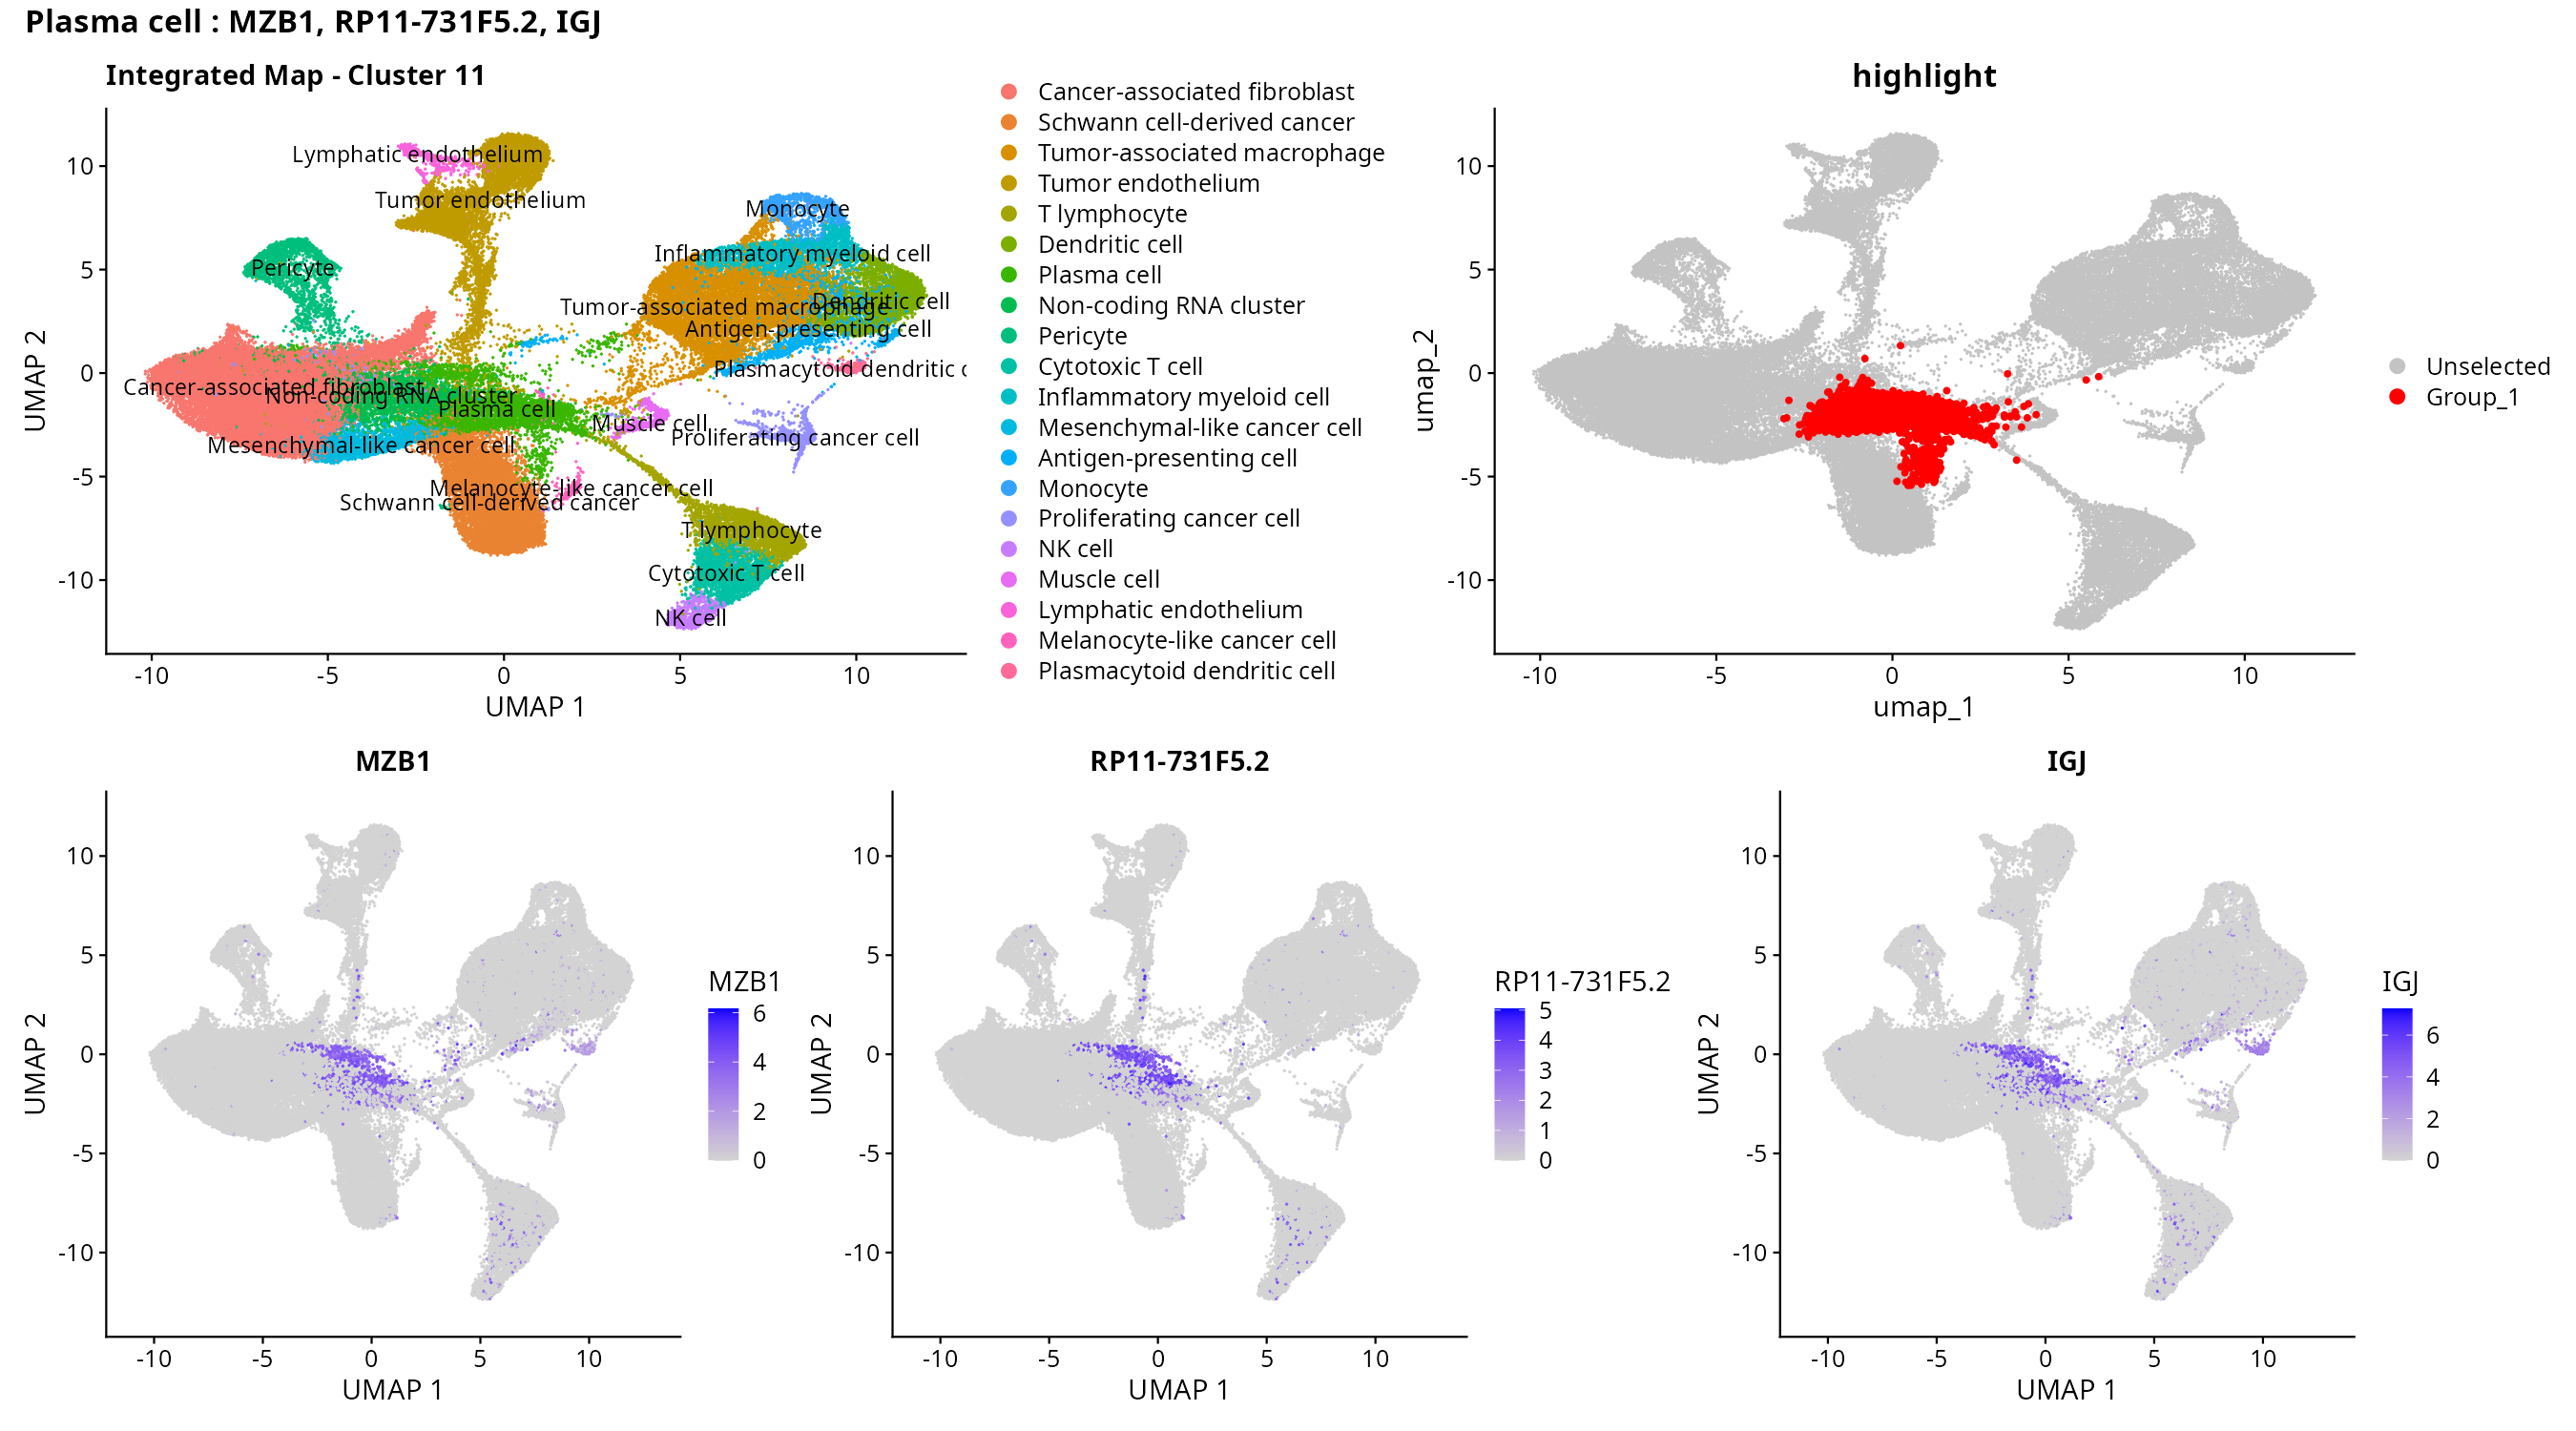 Plasma cell : MZB1, RP11-731F5.2, IGJ
Integrated Map - Cluster 11
Lymphatic endothelium
Tumor endothelium
Monocyte
Pericyte
Inflammatory myeloid cell
Dendritic cell
Tumor-associated macrophage
Antigen-presenting cell
Plasmacytoid dendritic c
Cancer-associated fibroblast
Non-coding RNA cluster
Plasma cell
Muscle cell
Proliferating cancer cell
Mesenchymal-like cancer cell
Melanocyte-like cancer cell
Schwann cell-derived cancer
T lymphocyte
Cytotoxic T cell
NK cell
10
5
0
-5
-10
UMAP 2
-10 -5 0 5 10
UMAP 1
Cancer-associated fibroblast
Schwann cell-derived cancer
Tumor-associated macrophage
Tumor endothelium
T lymphocyte
Dendritic cell
Plasma cell
Non-coding RNA cluster
Pericyte
Cytotoxic T cell
Inflammatory myeloid cell
Mesenchymal-like cancer cell
Antigen-presenting cell
Monocyte
Proliferating cancer cell
NK cell
Muscle cell
Lymphatic endothelium
Melanocyte-like cancer cell
Plasmacytoid dendritic cell
highlight
10
5
0
-5
-10
umap_2
-10 -5 0 5 10
umap_1
Unselected
Group_1
MZB1
10
5
0
-5
-10
UMAP 2
-10 -5 0 5 10
UMAP 1
MZB1
6
4
2
0
RP11-731F5.2
10
5
0
-5
-10
UMAP 2
-10 -5 0 5 10
UMAP 1
RP11-731F5.2
5
4
3
2
1
0
IGJ
10
5
0
-5
-10
UMAP 2
-10 -5 0 5 10
UMAP 1
IGJ
6
4
2
0